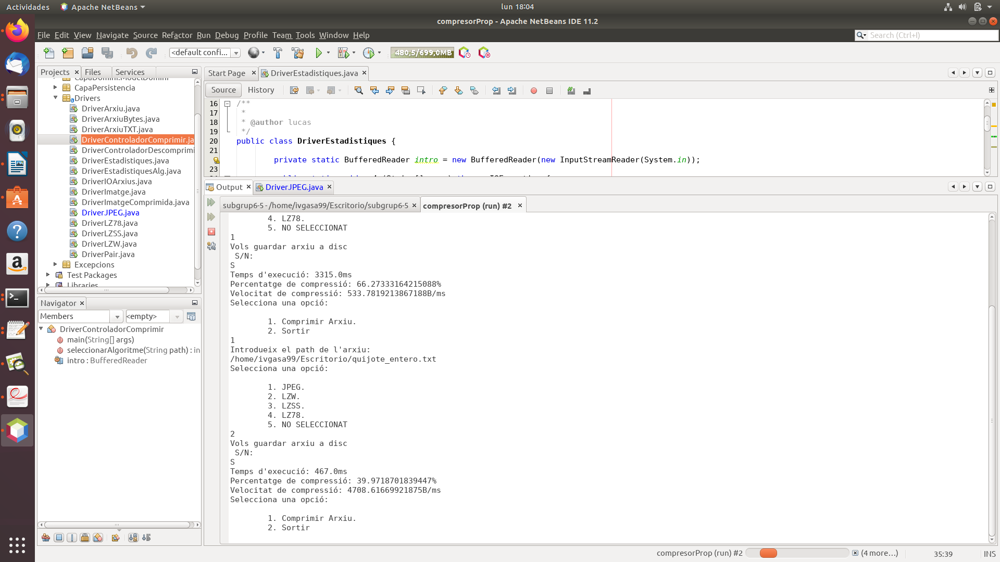 Actividades
Apache NetBeans
lun 18:04
compresorProp - Apache NetBeans IDE 11.2
File Edit View Navigate Source Refactor Run Debug Profile Team Tools Window Help
Search (Ctrl+I)
<default confi...
480,5/699,0MB
Projects
Files
Services
CapaDomini.ModelDomini
CapaPersistencia
Drivers
DriverArxiu.java
DriverArxiuBytes.java
DriverArxiuTXT.java
DriverControladorComprimir.ja
DriverControladorDescomprimi
DriverEstadistiques.java
DriverEstadistiquesAlg.java
DriverIOArxius.java
DriverImatge.java
DriverImatgeComprimida.java
DriverJPEG.java
DriverLZ78.java
DriverLZSS.java
DriverLZW.java
DriverPair.java
Excepcions
Test Packages
Libraries
Navigator
Members
<empty>
DriverControladorComprimir
main(String[] args)
seleccionarAlgoritme(String path) : in
intro : BufferedReader
Start Page
DriverEstadistiques.java
Source
History
16 /**
17 *
18 * @author lucas
19 */
20 public class DriverEstadistiques {
21
private static BufferedReader intro = new BufferedReader(new InputStreamReader(System.in));
23
Output
DriverJPEG.java
subgrup6-5 - /home/ivgasa99/Escritorio/subgrup6-5
compresorProp (run) #2
4. LZ78.
5. NO SELECCIONAT
1
Vols guardar arxiu a disc
S/N:
S
Temps d'execució: 3315.0ms
Percentatge de compressió: 66.27333164215088%
Velocitat de compressió: 533.7819213867188B/ms
Selecciona una opció:
1. Comprimir Arxiu.
2. Sortir
1
Introdueix el path de l'arxiu:
/home/ivgasa99/Escritorio/quijote_entero.txt
Selecciona una opció:
1. JPEG.
2. LZW.
3. LZSS.
4. LZ78.
5. NO SELECCIONAT
2
Vols guardar arxiu a disc
S/N:
S
Temps d'execució: 467.0ms
Percentatge de compressió: 39.9718701839447%
Velocitat de compressió: 4708.61669921875B/ms
Selecciona una opció:
1. Comprimir Arxiu.
2. Sortir
compresorProp (run) #2
(4 more...)
35:39
INS